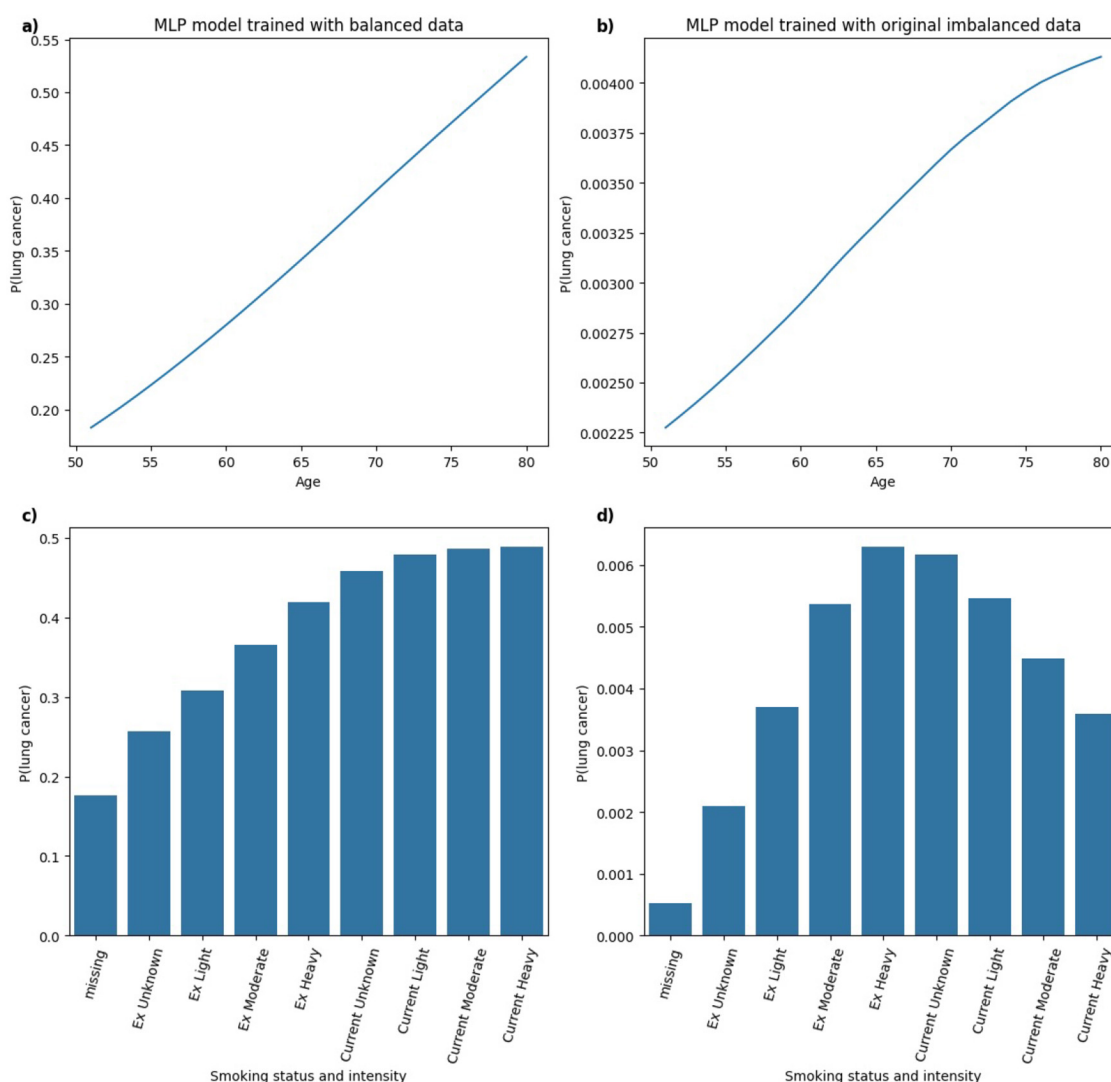 a) MLP model trained with balanced data
0.55
0.50
0.45
0.40
0.35
0.30
0.25
0.20
P(lung cancer)
50 55 60 65 70 75 80
Age
b) MLP model trained with original imbalanced data
0.00400
0.00375
0.00350
0.00325
0.00300
0.00275
0.00250
0.00225
P(lung cancer)
50 55 60 65 70 75 80
Age
c)
0.5
0.4
0.3
0.2
0.1
0.0
P(lung cancer)
missing
Ex Unknown
Ex Light
Ex Moderate
Ex Heavy
Current Unknown
Current Light
Current Moderate
Current Heavy
Smoking status and intensity
d)
0.006
0.005
0.004
0.003
0.002
0.001
0.000
P(lung cancer)
missing
Ex Unknown
Ex Light
Ex Moderate
Ex Heavy
Current Unknown
Current Light
Current Moderate
Current Heavy
Smoking status and intensity